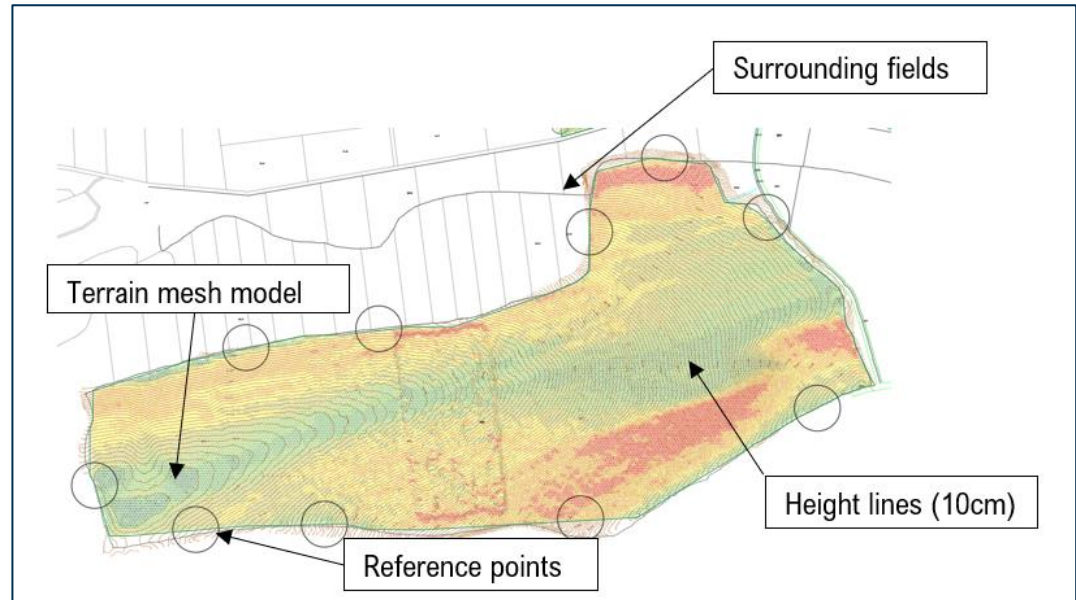 Surrounding fields
Terrain mesh model
Height lines (10cm)
Reference points